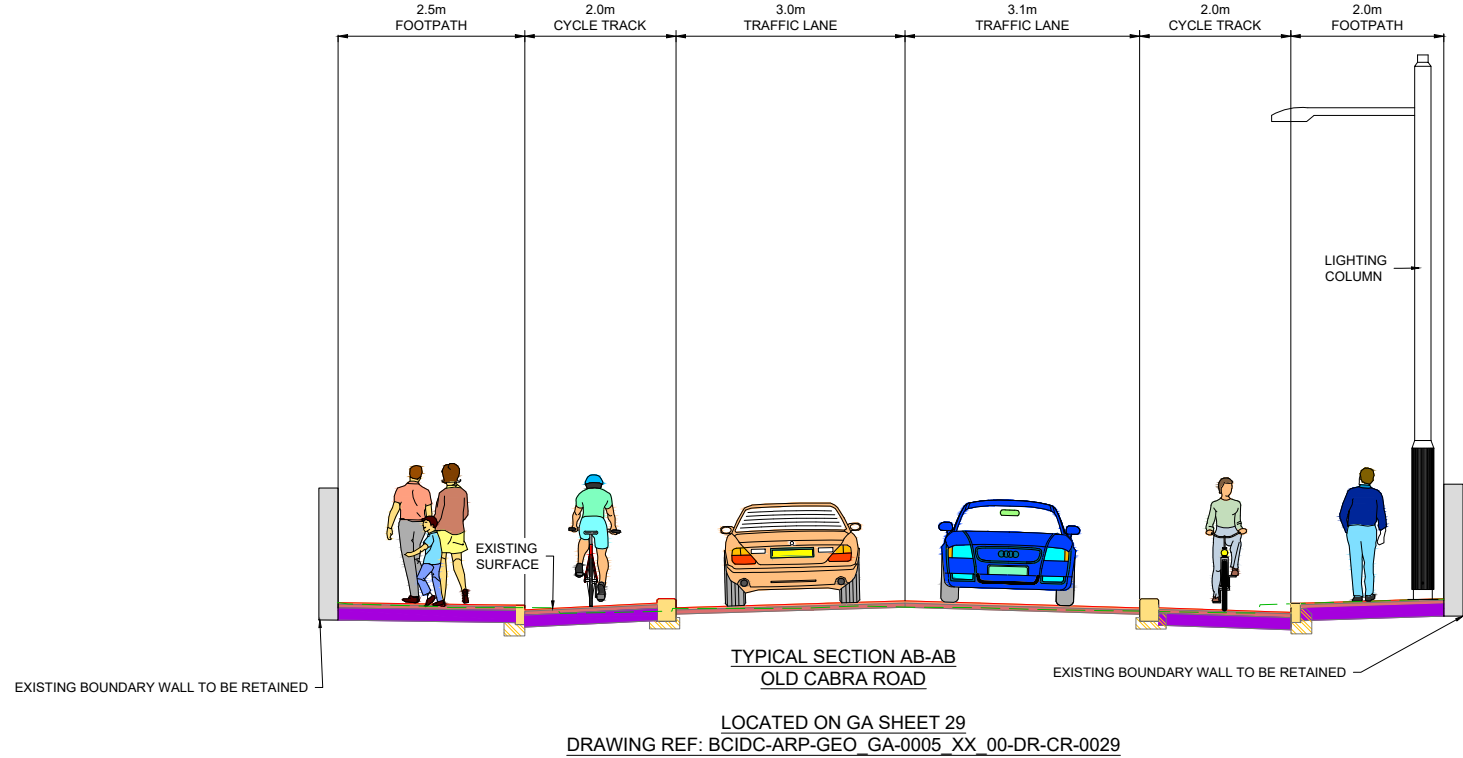 2.5m
FOOTPATH
2.0m
CYCLE TRACK
3.0m
TRAFFIC LANE
3.1m
TRAFFIC LANE
2.0m
CYCLE TRACK
2.0m
FOOTPATH
LIGHTING
COLUMN
EXISTING
SURFACE
TYPICAL SECTION AB-AB
OLD CABRA ROAD
EXISTING BOUNDARY WALL TO BE RETAINED
EXISTING BOUNDARY WALL TO BE RETAINED
LOCATED ON GA SHEET 29
DRAWING REF: BCIDC-ARP-GEO_GA-0005_XX_00-DR-CR-0029